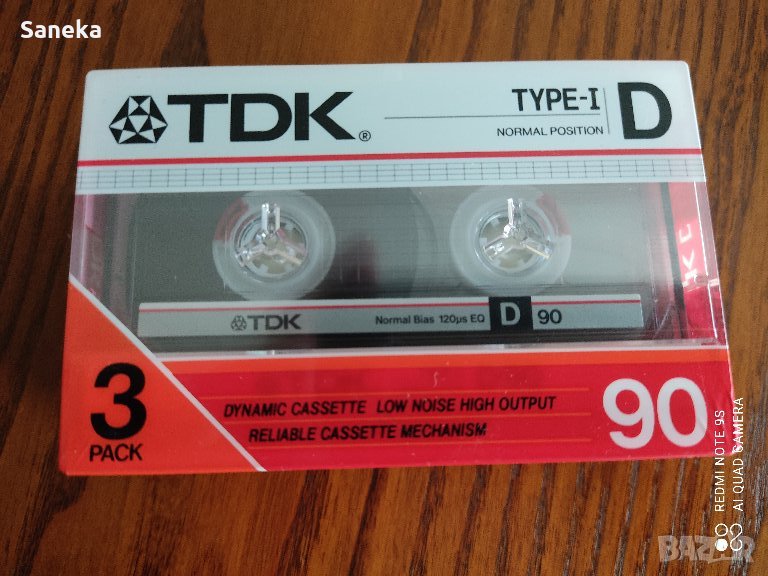 Saneka
TDK®
TYPE-I
NORMAL POSITION
D
TDK
Normal Bias 120µs EQ
D
90
3
PACK
DYNAMIC CASSETTE LOW NOISE HIGH OUTPUT
RELIABLE CASSETTE MECHANISM
90
REDMI NOTE 9S
AI QUAD CAMERA
BAZAR